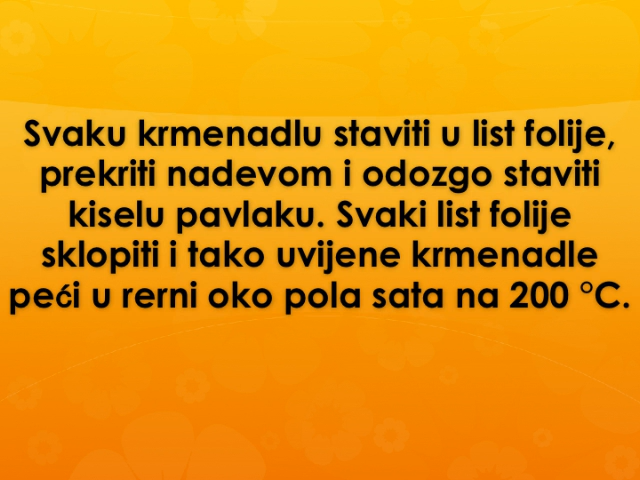 Svaku krmenadlu staviti u list folije,
prekriti nadevom i odozgo staviti
kiselu pavlaku. Svaki list folije
sklopiti i tako uvijene krmenadle
peći u rerni oko pola sata na 200 °C.